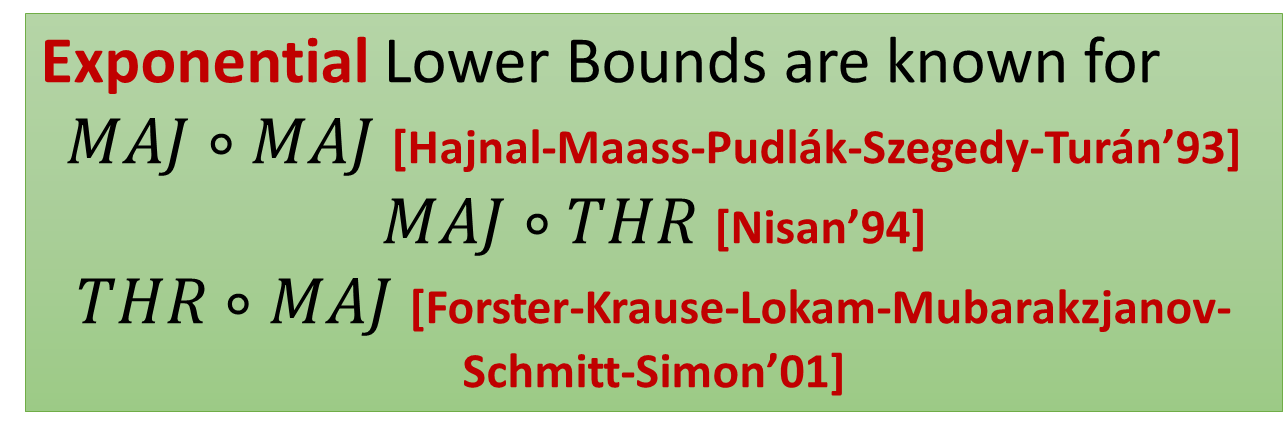 Exponential Lower Bounds are known for
MAJ ∘ MAJ [Hajnal-Maass-Pudlák-Szegedy-Turán’93]
MAJ ∘ THR [Nisan’94]
THR ∘ MAJ [Forster-Krause-Lokam-Mubarakzjanov-
Schmitt-Simon’01]